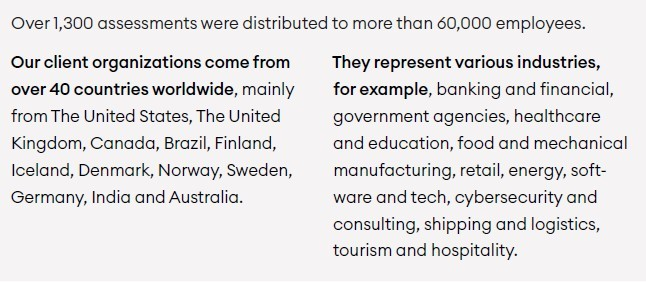 Over 1,300 assessments were distributed to more than 60,000 employees.
Our client organizations come from
over 40 countries worldwide, mainly
from The United States, The United
Kingdom, Canada, Brazil, Finland,
Iceland, Denmark, Norway, Sweden,
Germany, India and Australia.
They represent various industries,
for example, banking and financial,
government agencies, healthcare
and education, food and mechanical
manufacturing, retail, energy, soft-
ware and tech, cybersecurity and
consulting, shipping and logistics,
tourism and hospitality.